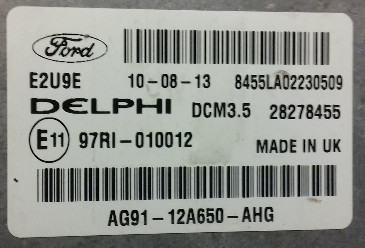 Ford
E2U9E 10-08-13 8455LA02230509
DELPHI DCM3.5 28278455
E11 97RI-010012 MADE IN UK
AG91-12A650-AHG